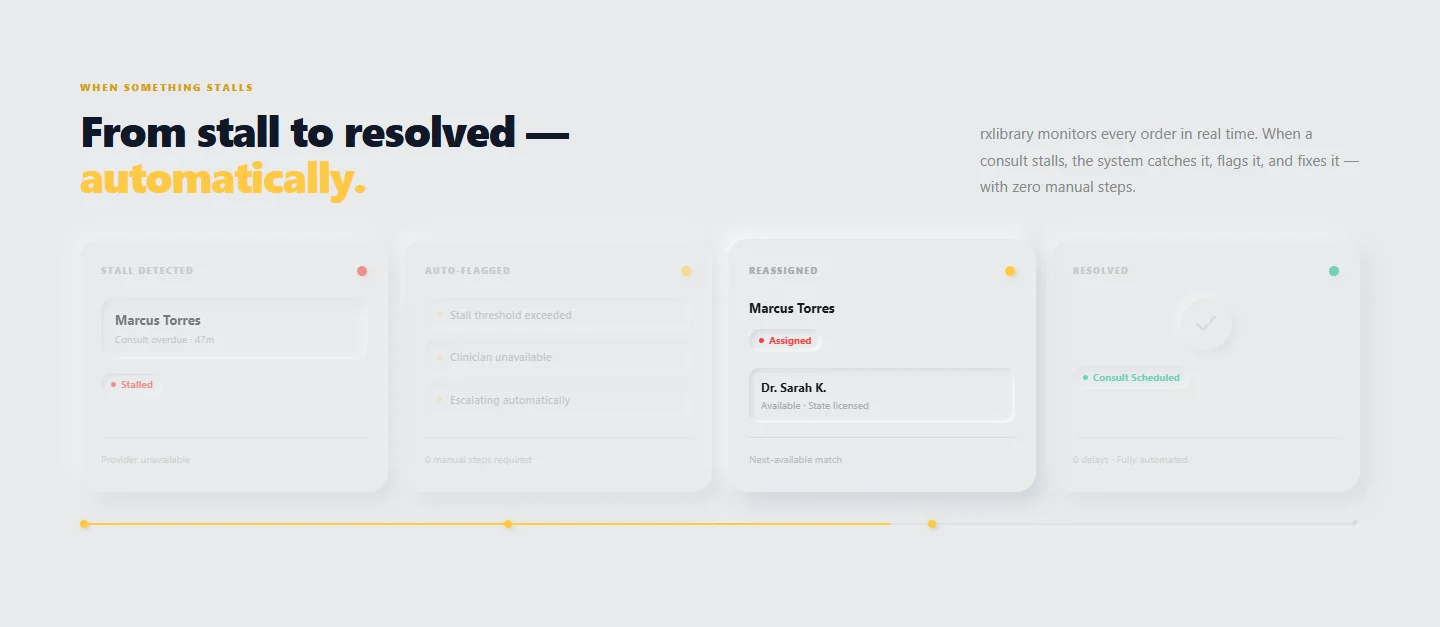 WHEN SOMETHING STALLS
From stall to resolved —
automatically.
rxlibrary monitors every order in real time. When a
consult stalls, the system catches it, flags it, and fixes it —
with zero manual steps.
STALL DETECTED
Marcus Torres
Consult overdue · 47m
Stalled
Provider unavailable
AUTO-FLAGGED
Stall threshold exceeded
Clinician unavailable
Escalating automatically
0 manual steps required
REASSIGNED
Marcus Torres
Assigned
Dr. Sarah K.
Available · State licensed
Next-available match
RESOLVED
Consult Scheduled
0 delays · Fully automated